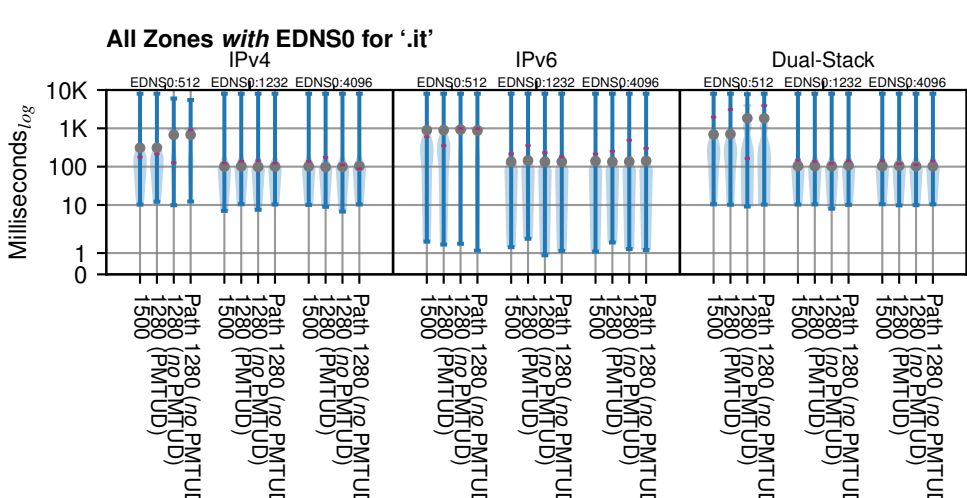 All Zones with EDNS0 for ‘.it’
IPv4 IPv6 Dual-Stack
EDNS0:512 EDNS0:1232 EDNS0:4096 EDNS0:512 EDNS0:1232 EDNS0:4096 EDNS0:512 EDNS0:1232 EDNS0:4096
Milliseconds log
10K
1K
100
10
1
0
1500
1280 (PMTUD)
1280 (no PMTUD)
Path 1280 (no PMTUD
1500
1280 (PMTUD)
1280 (no PMTUD)
Path 1280 (no PMTUD
1500
1280 (PMTUD)
1280 (no PMTUD)
Path 1280 (no PMTUD
1500
1280 (PMTUD)
1280 (no PMTUD)
Path 1280 (no PMTUD
1500
1280 (PMTUD)
1280 (no PMTUD)
Path 1280 (no PMTUD
1500
1280 (PMTUD)
1280 (no PMTUD)
Path 1280 (no PMTUD
1500
1280 (PMTUD)
1280 (no PMTUD)
Path 1280 (no PMTUD
1500
1280 (PMTUD)
1280 (no PMTUD)
Path 1280 (no PMTUD
1500
1280 (PMTUD)
1280 (no PMTUD)
Path 1280 (no PMTUD